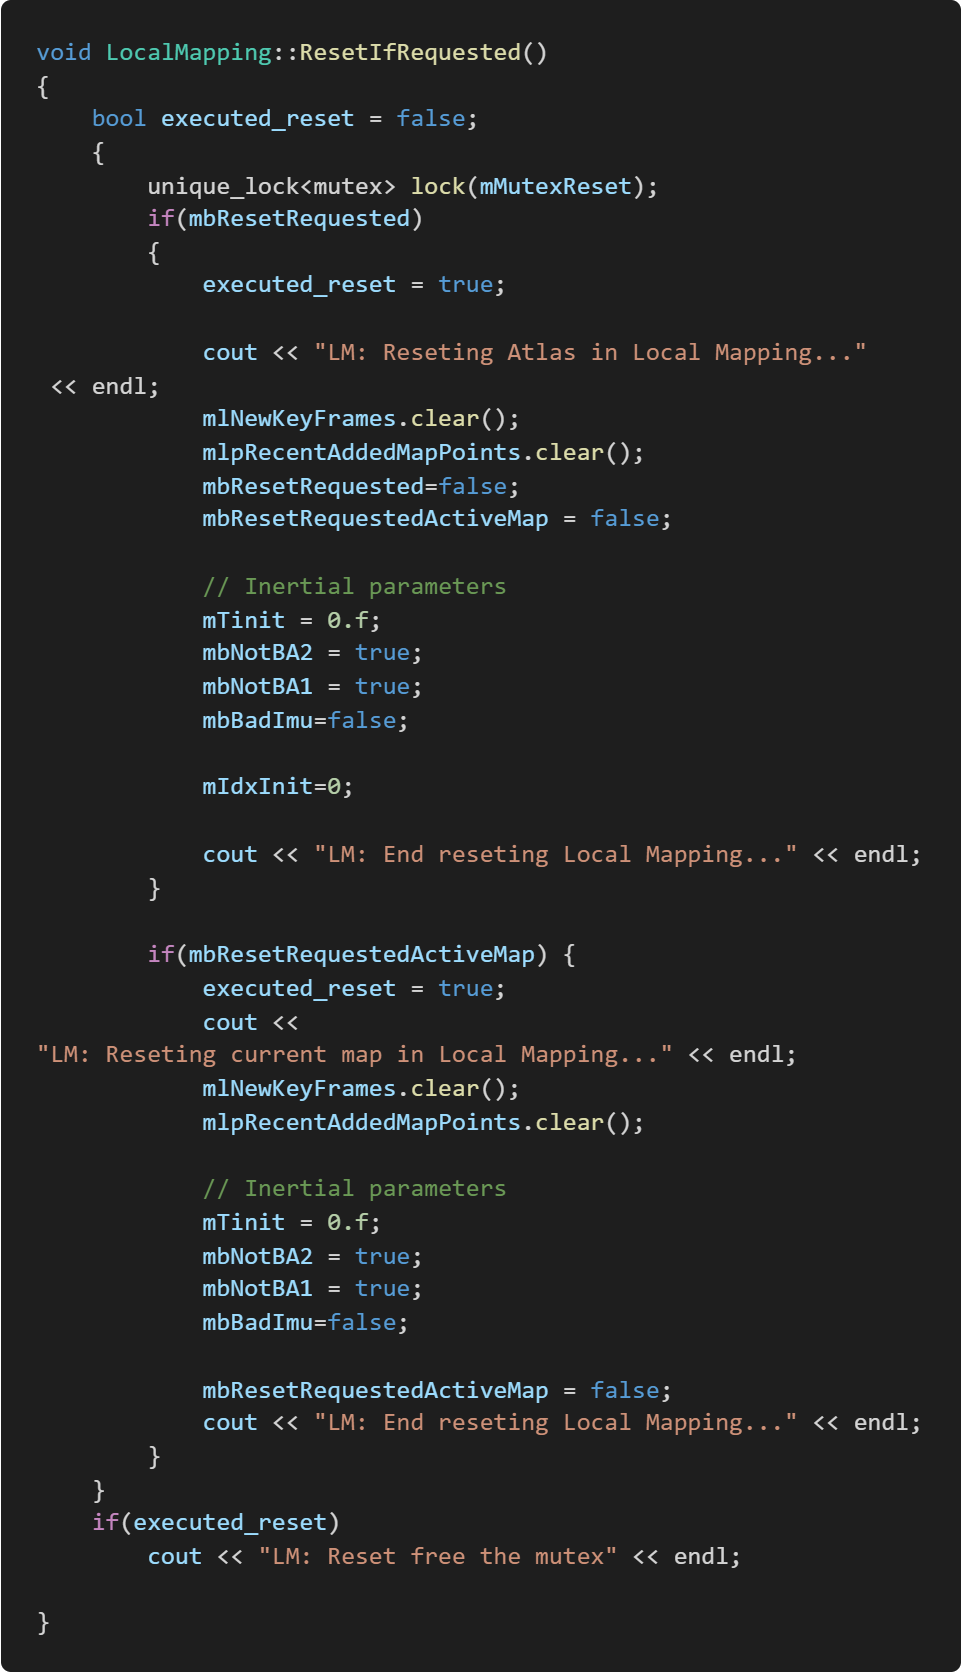 void LocalMapping::ResetIfRequested()
{
    bool executed_reset = false;
    {
        unique_lock<mutex> lock(mMutexReset);
        if(mbResetRequested)
        {
            executed_reset = true;

            cout << "LM: Reseting Atlas in Local Mapping..."
 << endl;
            mlNewKeyFrames.clear();
            mlpRecentAddedMapPoints.clear();
            mbResetRequested=false;
            mbResetRequestedActiveMap = false;

            // Inertial parameters
            mTinit = 0.f;
            mbNotBA2 = true;
            mbNotBA1 = true;
            mbBadImu=false;

            mIdxInit=0;

            cout << "LM: End reseting Local Mapping..." << endl;
        }

        if(mbResetRequestedActiveMap) {
            executed_reset = true;
            cout <<
"LM: Reseting current map in Local Mapping..." << endl;
            mlNewKeyFrames.clear();
            mlpRecentAddedMapPoints.clear();

            // Inertial parameters
            mTinit = 0.f;
            mbNotBA2 = true;
            mbNotBA1 = true;
            mbBadImu=false;

            mbResetRequestedActiveMap = false;
            cout << "LM: End reseting Local Mapping..." << endl;
        }
    }
    if(executed_reset)
        cout << "LM: Reset free the mutex" << endl;

}